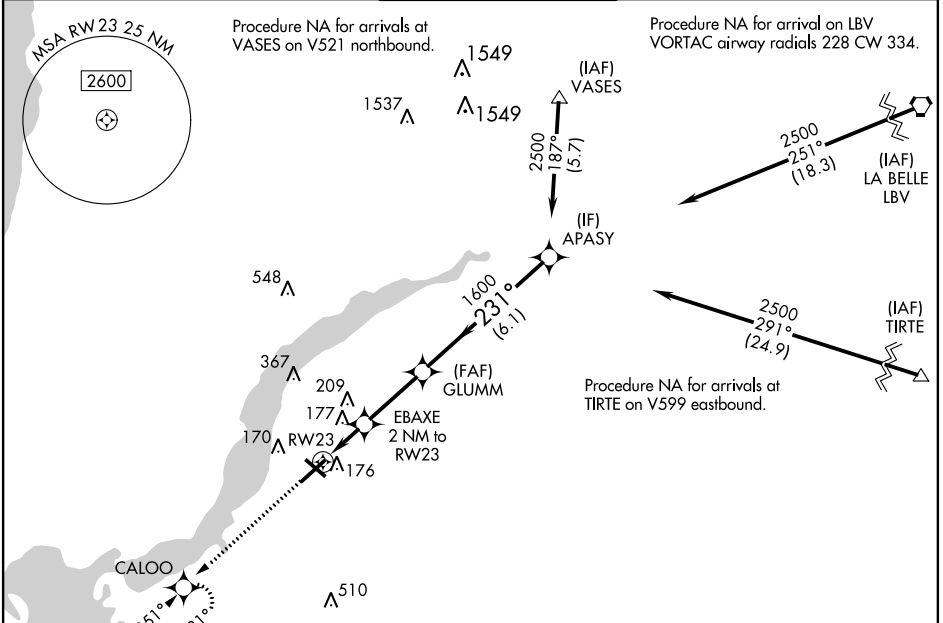 MSA RW23 25 NM
2600
Procedure NA for arrivals at
VASES on V521 northbound.
Procedure NA for arrival on LBV
VORTAC airway radials 228 CW 334.
1549
1549
1537
(IAF)
VASES
2500
187°
(5.7)
2500
251°
(18.3)
(IAF)
LA BELLE
LBV
(IF)
APASY
548
1600
231°
(6.1)
2500
291°
(24.9)
(IAF)
TIRTE
367
(FAF)
GLUMM
209
177
EBAXE
2 NM to
RW23
Procedure NA for arrivals at
TIRTE on V599 eastbound.
170
RW23
176
CALOO
510